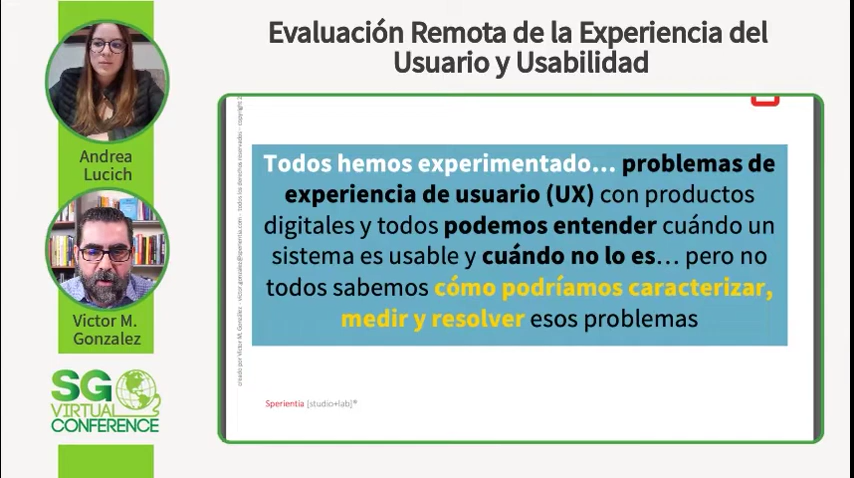 Evaluación Remota de la Experiencia del
Usuario y Usabilidad
Andrea
Lucich
Victor M.
Gonzalez
SG
VIRTUAL
CONFERENCE
Todos hemos experimentado... problemas de
experiencia de usuario (UX) con productos
digitales y todos podemos entender cuándo un
sistema es usable y cuándo no lo es... pero no
todos sabemos cómo podríamos caracterizar,
medir y resolver esos problemas
Sperientia [studio+lab]®